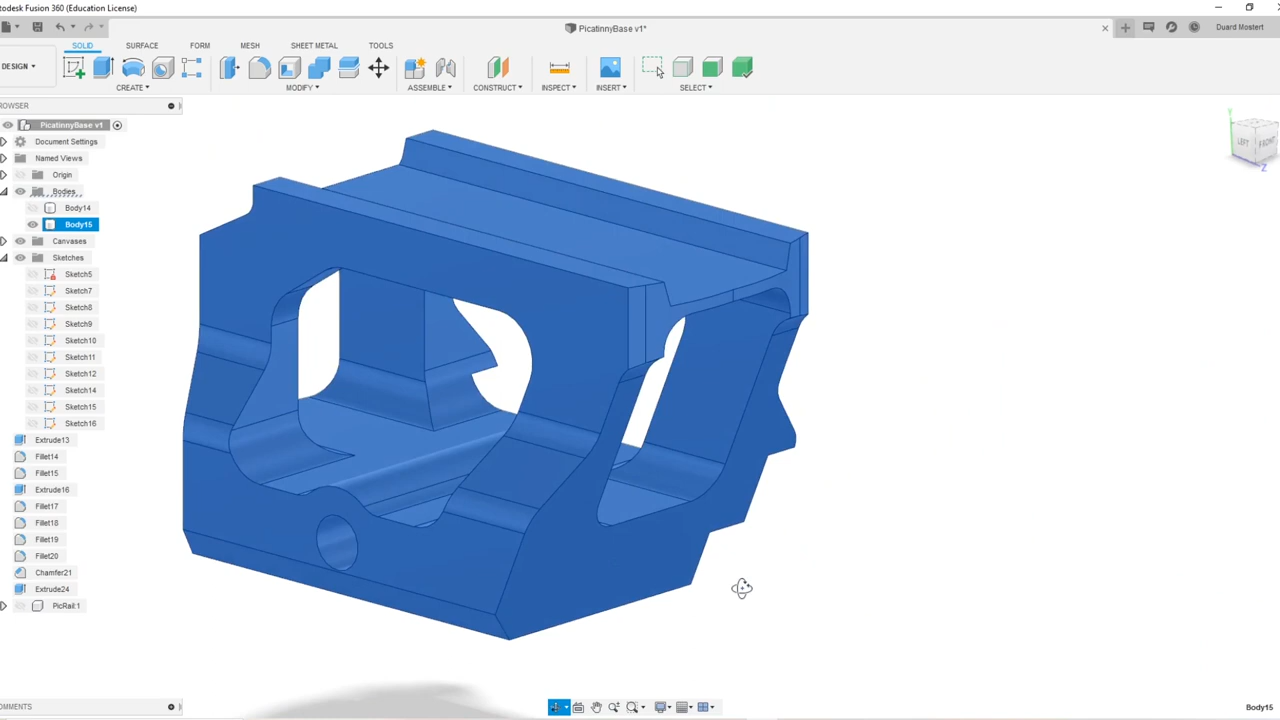 utodesk Fusion 360 (Education License)
PicatinnyBase v1*
Duard Mostert
SOLID SURFACE FORM MESH SHEET METAL TOOLS
DESIGN
CREATE MODIFY ASSEMBLE CONSTRUCT INSPECT INSERT SELECT
ROWSER
PicatinnyBase v1
Document Settings
Named Views
Origin
Bodies
Body14
Body15
Canvases
Sketches
Sketch5
Sketch7
Sketch8
Sketch9
Sketch10
Sketch11
Sketch12
Sketch14
Sketch15
Sketch16
Extrude13
Fillet14
Fillet15
Extrude16
Fillet17
Fillet18
Fillet19
Fillet20
Chamfer21
Extrude24
PicRail:1
Y
LEFT FRONT
Z
OMMENTS
Body15